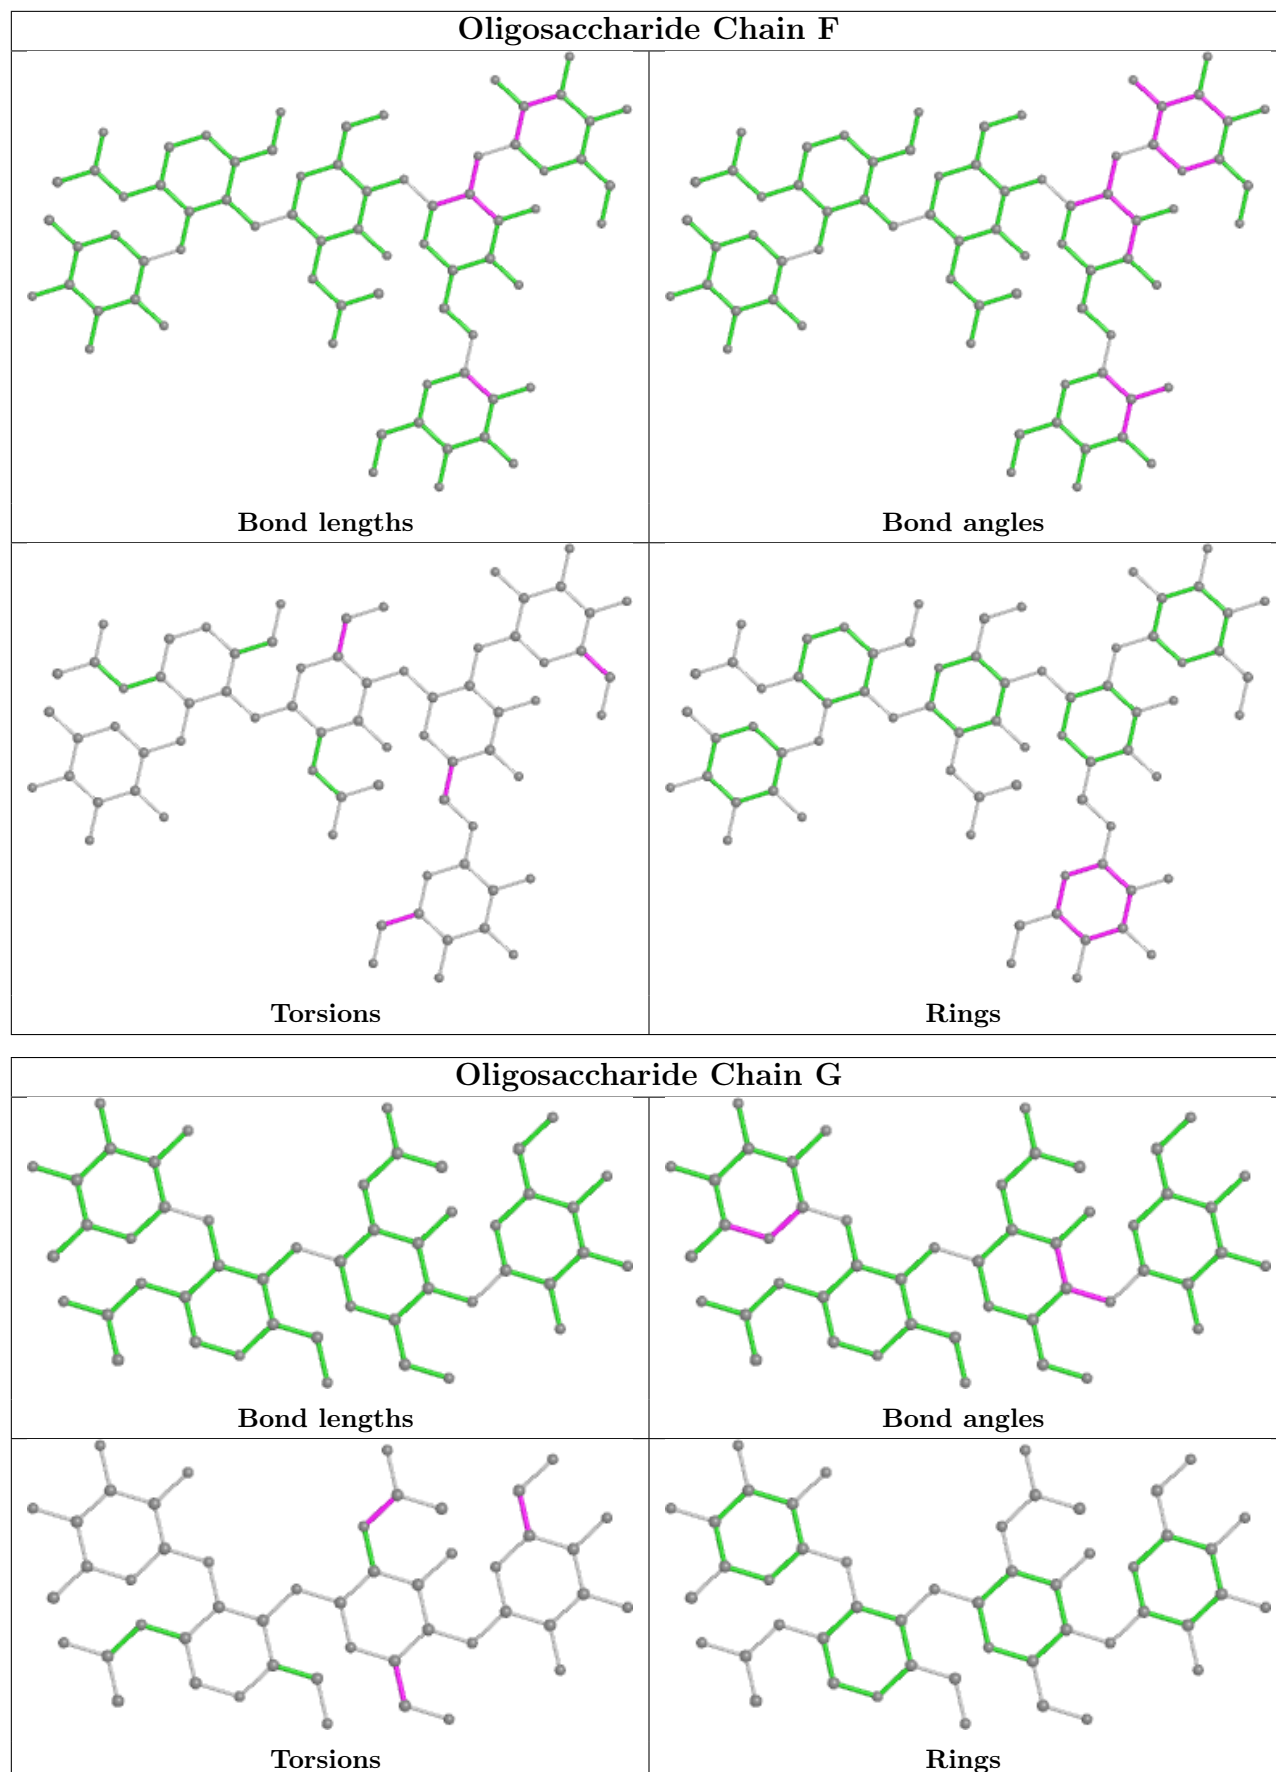 Oligosaccharide Chain F
Bond lengths
Bond angles
Torsions
Rings
Oligosaccharide Chain G
Bond lengths
Bond angles
Torsions
Rings